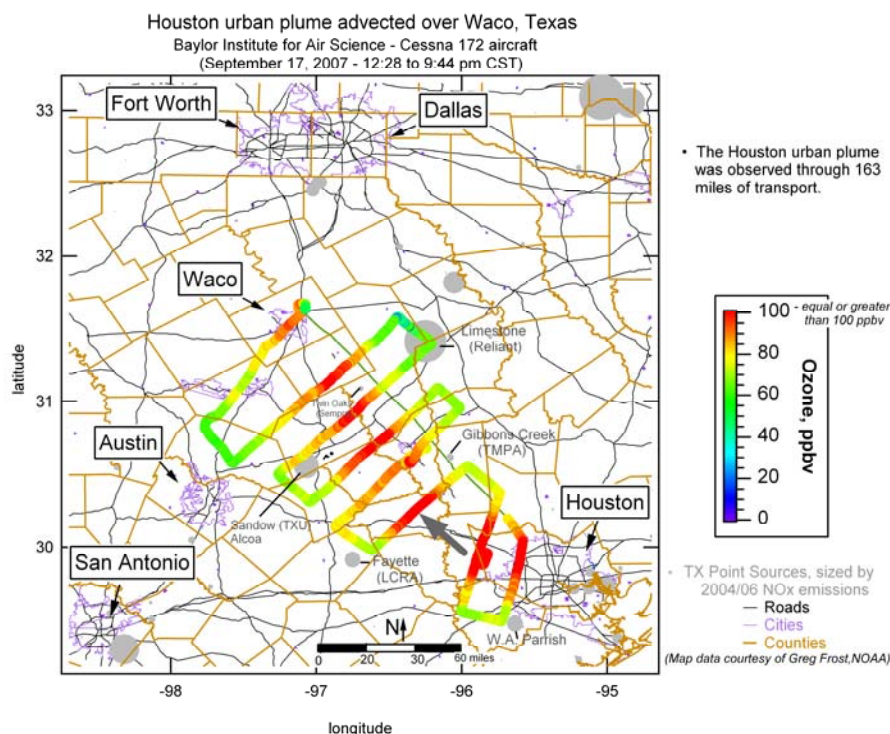 Houston urban plume advected over Waco, Texas
Baylor Institute for Air Science - Cessna 172 aircraft
(September 17, 2007 - 12:28 to 9:44 pm CST)
33
32
31
30
latitude
-98
-97
-96
-95
longitude
Fort Worth
Dallas
Waco
Limestone
(Reliant)
Twin Oak
Austin
Gibbons Creek
(TMPA)
Houston
Sandow (TXU)
Alcoa
San Antonio
Fayette
(LCRA)
W.A. Parrish
N
0
20
30
60 miles
• The Houston urban plume
was observed through 163
miles of transport.
100
80
60
40
20
0
- equal or greater
than 100 ppbv
Ozone, ppbv
TX Point Sources, sized by
2004/06 NOx emissions
Roads
Cities
Counties
(Map data courtesy of Greg Frost,NOAA)